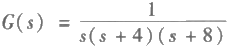 G(s) = 1 / s(s + 4)(s + 8)